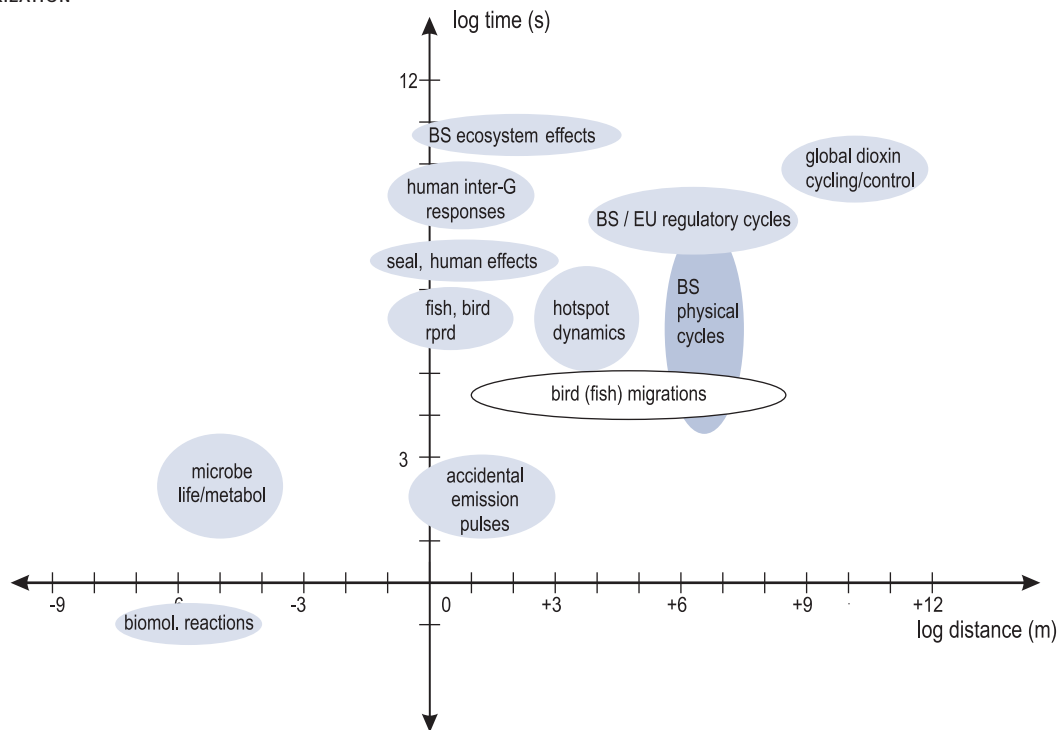 log time (s)
12
BS ecosystem effects
global dioxin
cycling/control
human inter-G
responses
BS / EU regulatory cycles
seal, human effects
BS
physical
cycles
fish, bird
rprd
hotspot
dynamics
bird (fish) migrations
3
microbe
life/metabol
accidental
emission
pulses
-9
-3
0
+3
+6
+9
+12
biomol. reactions
log distance (m)